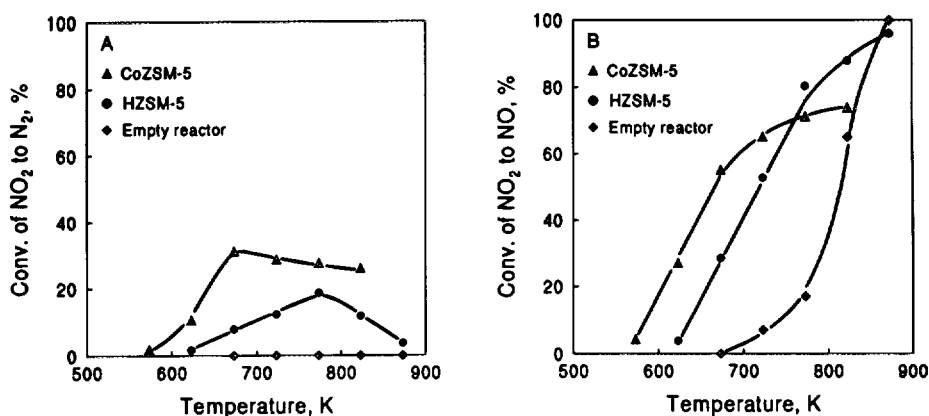 A
▲ CoZSM-5
● HZSM-5
◆ Empty reactor
Conv. of NO₂ to N₂, %
100
80
60
40
20
0
500 600 700 800 900
Temperature, K
B
▲ CoZSM-5
● HZSM-5
◆ Empty reactor
Conv. of NO₂ to NO, %
100
80
60
40
20
0
500 600 700 800 900
Temperature, K